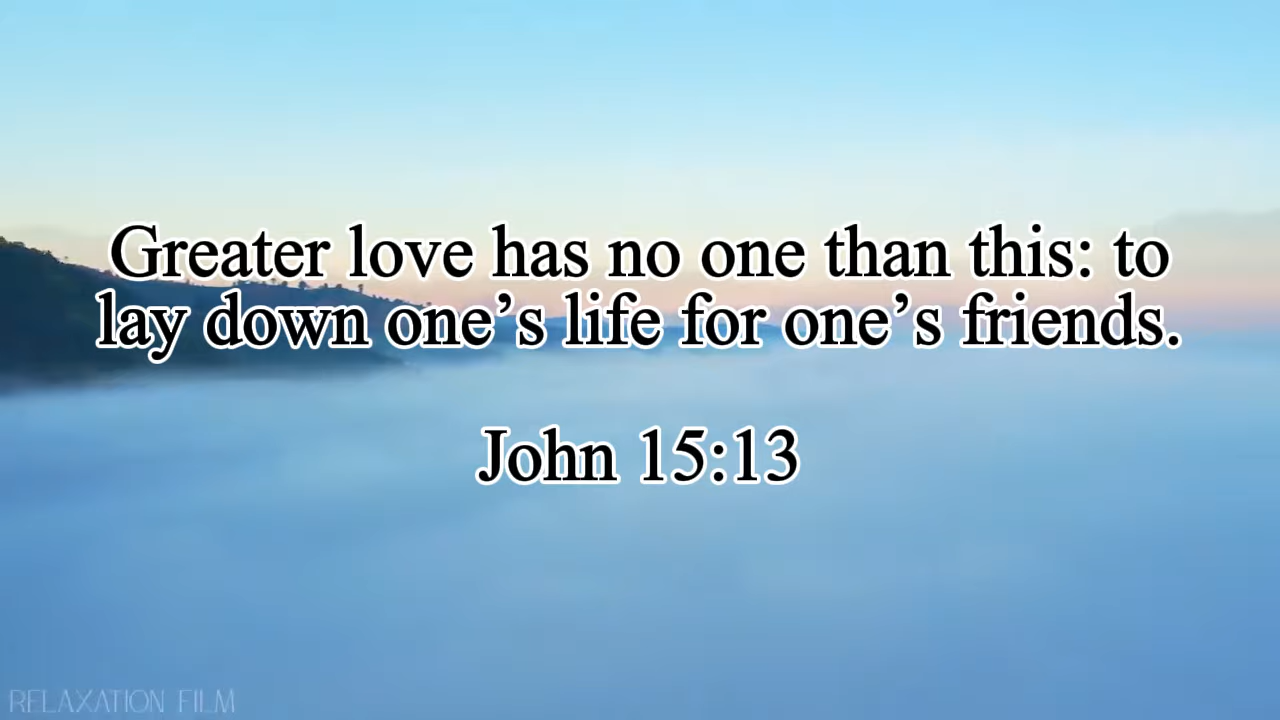 Greater love has no one than this: to
lay down one’s life for one’s friends.
John 15:13
RELAXATION FILM